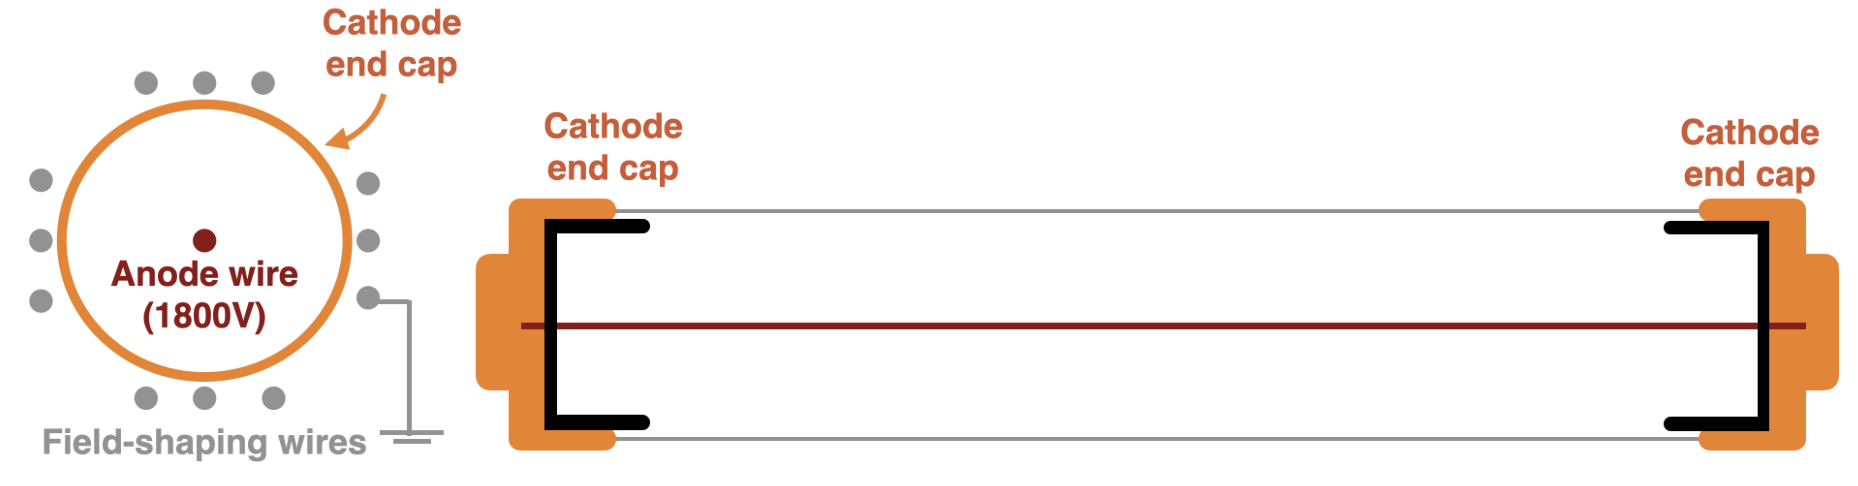 Cathode
end cap
Anode wire
(1800V)
Field-shaping wires
Cathode
end cap
Cathode
end cap